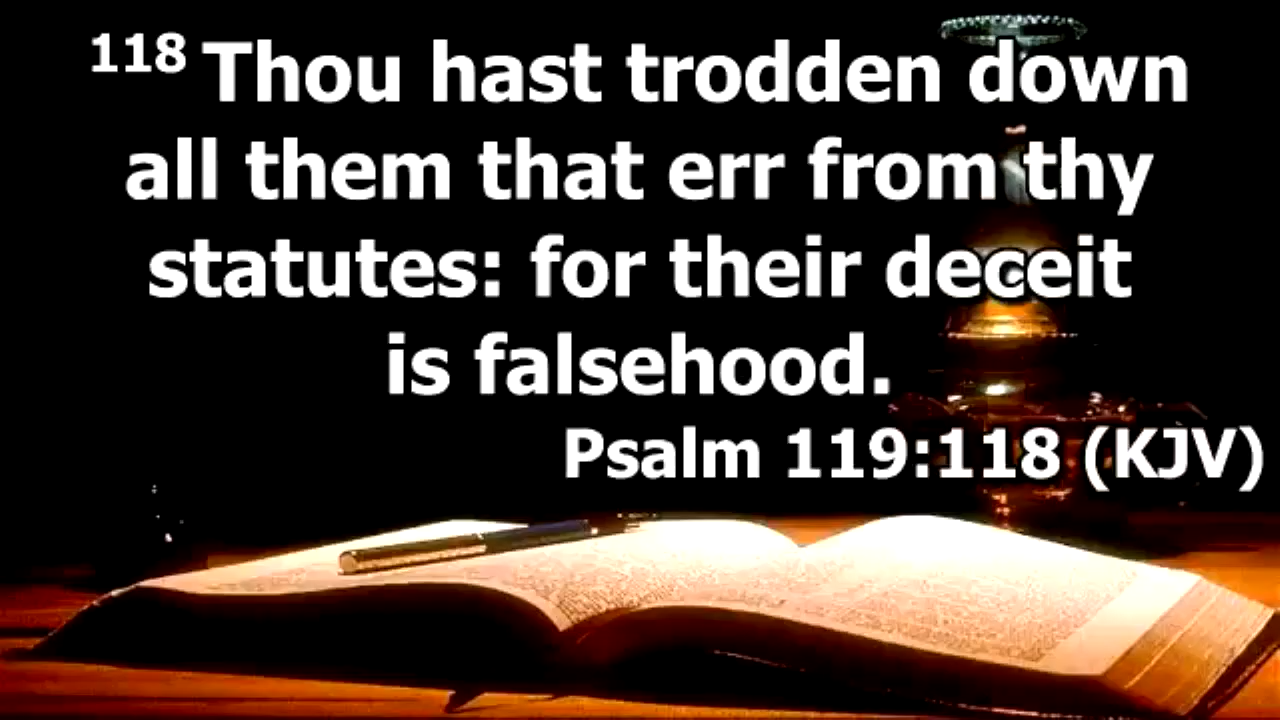 118 Thou hast trodden down
all them that err from thy
statutes: for their deceit
is falsehood.
Psalm 119:118 (KJV)